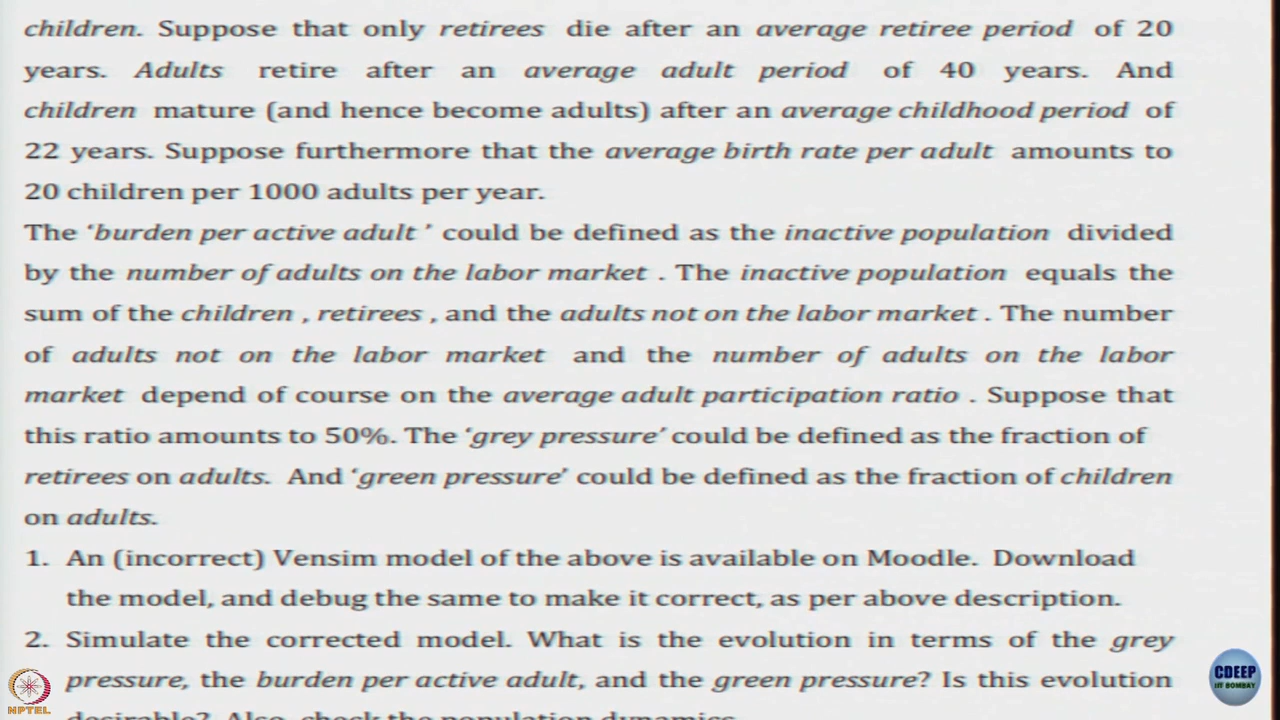 children. Suppose that only retirees die after an average retiree period of 20
years. Adults retire after an average adult period of 40 years. And
children mature (and hence become adults) after an average childhood period of
22 years. Suppose furthermore that the average birth rate per adult amounts to
20 children per 1000 adults per year.
The ‘burden per active adult ’ could be defined as the inactive population divided
by the number of adults on the labor market . The inactive population equals the
sum of the children , retirees , and the adults not on the labor market . The number
of adults not on the labor market and the number of adults on the labor
market depend of course on the average adult participation ratio . Suppose that
this ratio amounts to 50%. The ‘grey pressure’ could be defined as the fraction of
retirees on adults. And ‘green pressure’ could be defined as the fraction of children
on adults.
1. An (incorrect) Vensim model of the above is available on Moodle. Download
the model, and debug the same to make it correct, as per above description.
2. Simulate the corrected model. What is the evolution in terms of the grey
pressure, the burden per active adult, and the green pressure? Is this evolution
desirable? Also, check the population dynamics
NPTEL
CDEEP
IIT BOMBAY